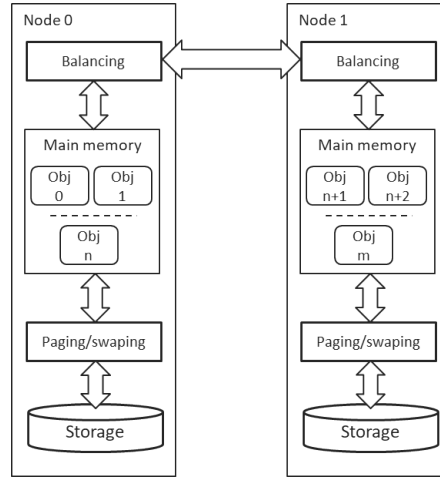 Node 0
Balancing
Main memory
Obj
0
Obj
1
Obj
n
Paging/swaping
Storage
Node 1
Balancing
Main memory
Obj
n+1
Obj
n+2
Obj
m
Paging/swaping
Storage